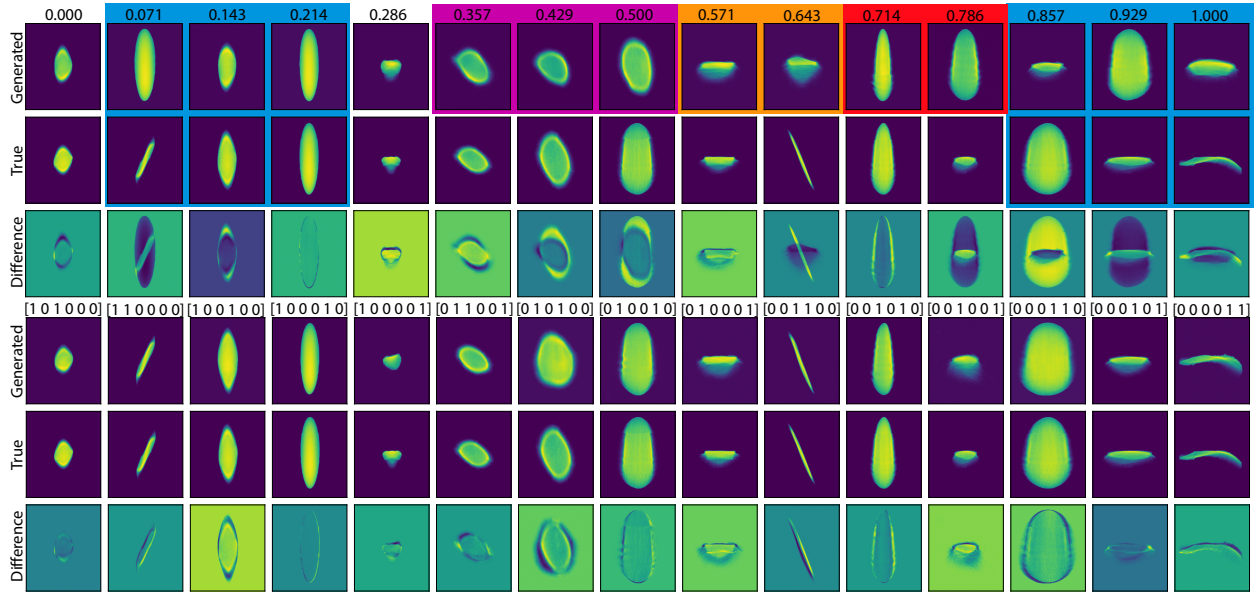 0.000 0.071 0.143 0.214 0.286 0.357 0.429 0.500 0.571 0.643 0.714 0.786 0.857 0.929 1.000
Generated
True
Difference
[1 0 1 0 0 0] [1 1 0 0 0 0] [1 0 0 1 0 0] [1 0 0 0 1 0] [1 0 0 0 0 1] [0 1 1 0 0 1] [0 1 0 1 0 0] [0 1 0 0 1 0] [0 1 0 0 0 1] [0 0 1 1 0 0] [0 0 1 0 1 0] [0 0 1 0 0 1] [0 0 0 1 1 0] [0 0 0 1 0 1] [0 0 0 0 1 1]
Generated
True
Difference